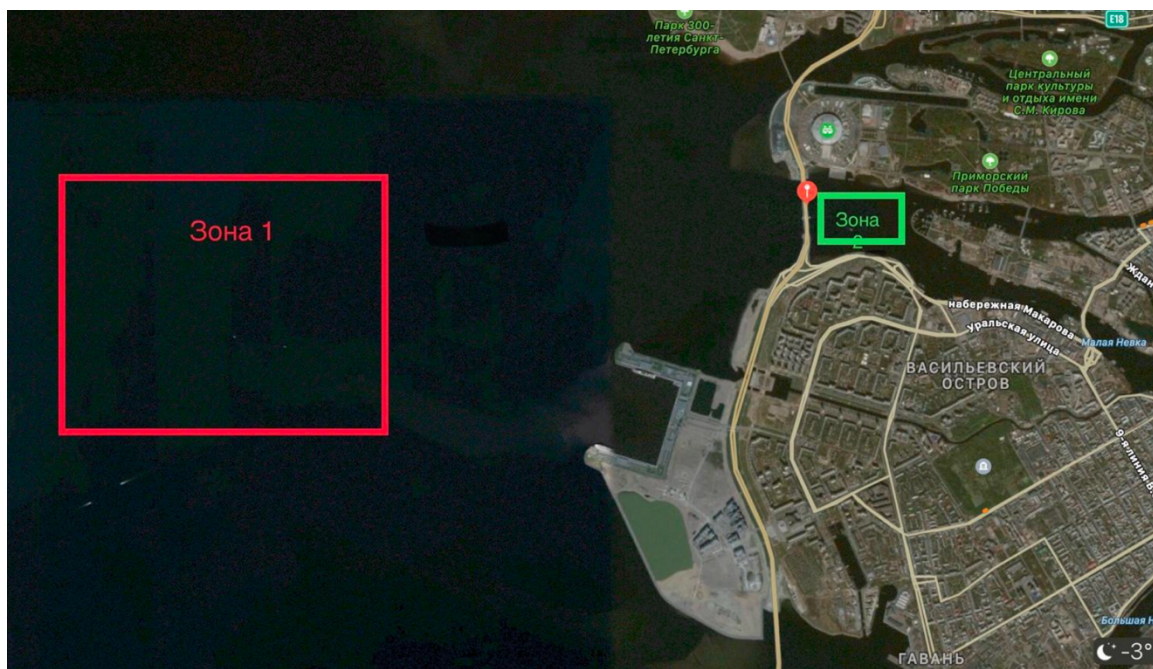 Парк 300-
летия Санкт-
Петербурга
E18
Центральный
парк культуры
и отдыха имени
С.М. Кирова
Приморский
парк Победы
Зона 1
Зона
2
набережная Макарова
Уральская улица
Малая Невка
ВАСИЛЬЕВСКИЙ
ОСТРОВ
9-я линия В.
Ждан
Большая Н
ГАВАНЬ
-3°